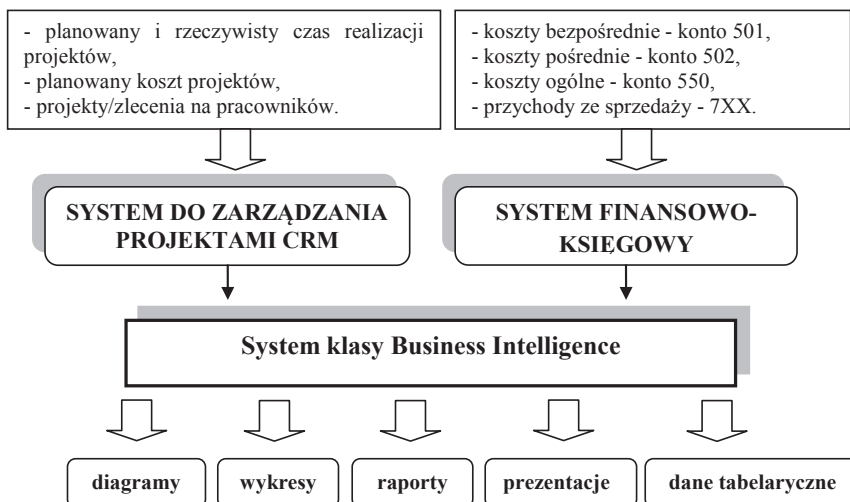 - planowany i rzeczywisty czas realizacji
projektów,
- planowany koszt projektów,
- projekty/zlecenia na pracowników.
- koszty bezpośrednie - konto 501,
- koszty pośrednie - konto 502,
- koszty ogólne - konto 550,
- przychody ze sprzedaży - 7XX.
SYSTEM DO ZARZĄDZANIA
PROJEKTAMI CRM
SYSTEM FINANSOWO-
KSIĘGOWY
System klasy Business Intelligence
diagramy
wykresy
raporty
prezentacje
dane tabelaryczne